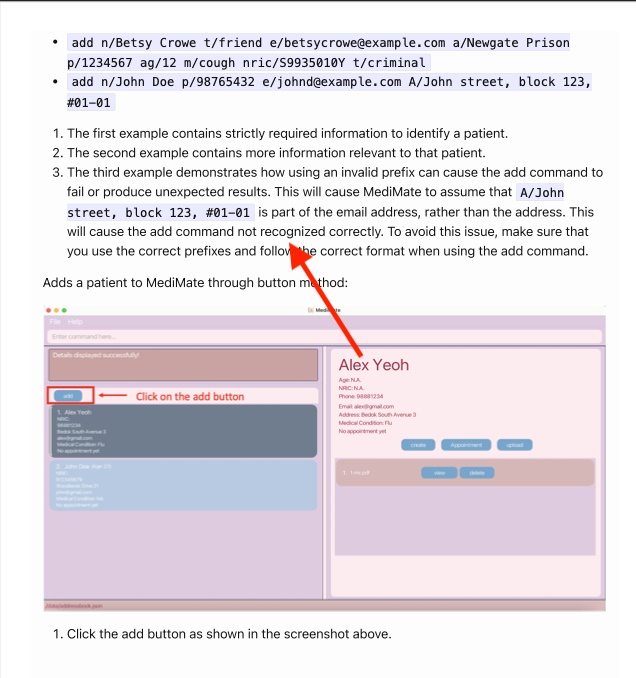 add n/Betsy Crowe t/friend e/betsycrowe@example.com a/Newgate Prison
p/1234567 ag/12 m/cough nric/S9935010Y t/criminal
add n/John Doe p/98765432 e/johnd@example.com A/John street, block 123,
#01-01
1. The first example contains strictly required information to identify a patient.
2. The second example contains more information relevant to that patient.
3. The third example demonstrates how using an invalid prefix can cause the add command to
fail or produce unexpected results. This will cause MediMate to assume that A/John
street, block 123, #01-01 is part of the email address, rather than the address. This
will cause the add command not recognized correctly. To avoid this issue, make sure that
you use the correct prefixes and follow the correct format when using the add command.
Adds a patient to MediMate through button method:
MediMate
File Help
Enter command here...
Details displayed successfully!
add
Click on the add button
1. Alex Yeoh
NRIC:
98881234
Bedok South Avenue 3
alex@gmail.com
Medical Condition: Flu
No appointment yet
2. John Doe
NRIC:
john@gmail.com
Medical Condition: NA
No appointment yet
Alex Yeoh
Age: N.A.
NRIC: N.A.
Phone: 98881234
Email: alex@gmail.com
Address: Bedok South Avenue 3
Medical Condition: Flu
No appointment yet
create Appointment upload
1. view delete
/data/addressbook.json
1. Click the add button as shown in the screenshot above.